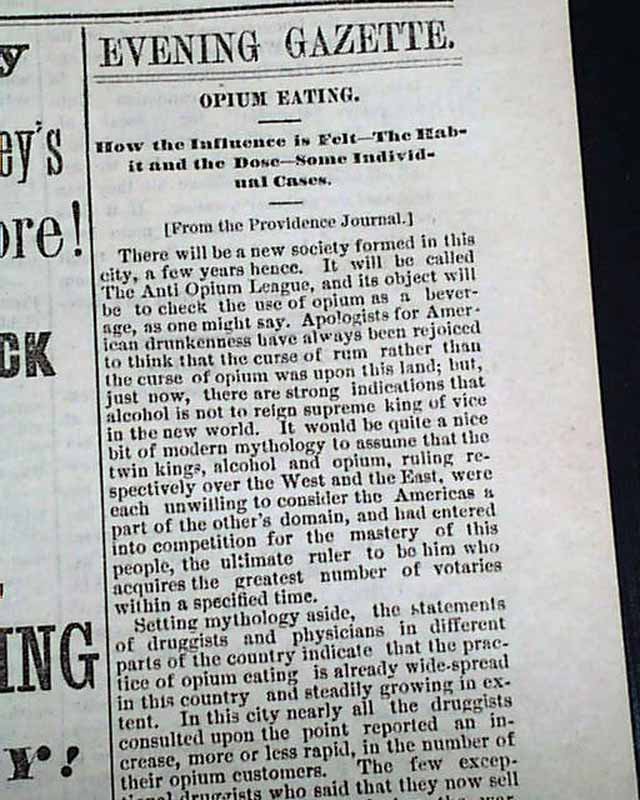 y
ey's
ore!
CK
ING
Y!
EVENING GAZETTE.
OPIUM EATING.
How the Influence is Felt—The Hab-
it and the Dose—Some Individ-
ual Cases.
[From the Providence Journal.]
There will be a new society formed in this
city, a few years hence. It will be called
The Anti Opium League, and its object will
be to check the use of opium as a bever-
age, as one might say. Apologists for Amer-
ican drunkenness have always been rejoiced
to think that the curse of rum rather than
the curse of opium was upon this land; but,
just now, there are strong indications that
alcohol is not to reign supreme king of vice
in the new world. It would be quite a nice
bit of modern mythology to assume that the
twin kings, alcohol and opium, ruling re-
spectively over the West and the East, were
each unwilling to consider the Americas a
part of the other's domain, and had entered
into competition for the mastery of this
people, the ultimate ruler to be him who
acquires the greatest number of votaries
within a specified time.
Setting mythology aside, the statements
of druggists and physicians in different
parts of the country indicate that the prac-
tice of opium eating is already wide-spread
in this country and steadily growing in ex-
tent. In this city nearly all the druggists
consulted upon the point reported an in-
crease, more or less rapid, in the number of
their opium customers. The few excep-
tional druggists who said that they now sell